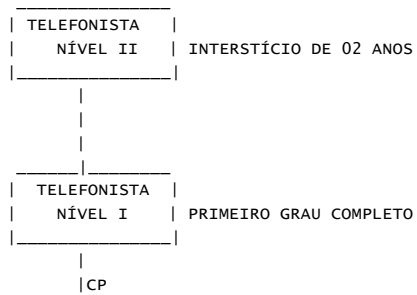 TELEFONISTA
NÍVEL II INTERSTÍCIO DE 02 ANOS
TELEFONISTA
NÍVEL I PRIMEIRO GRAU COMPLETO
CP